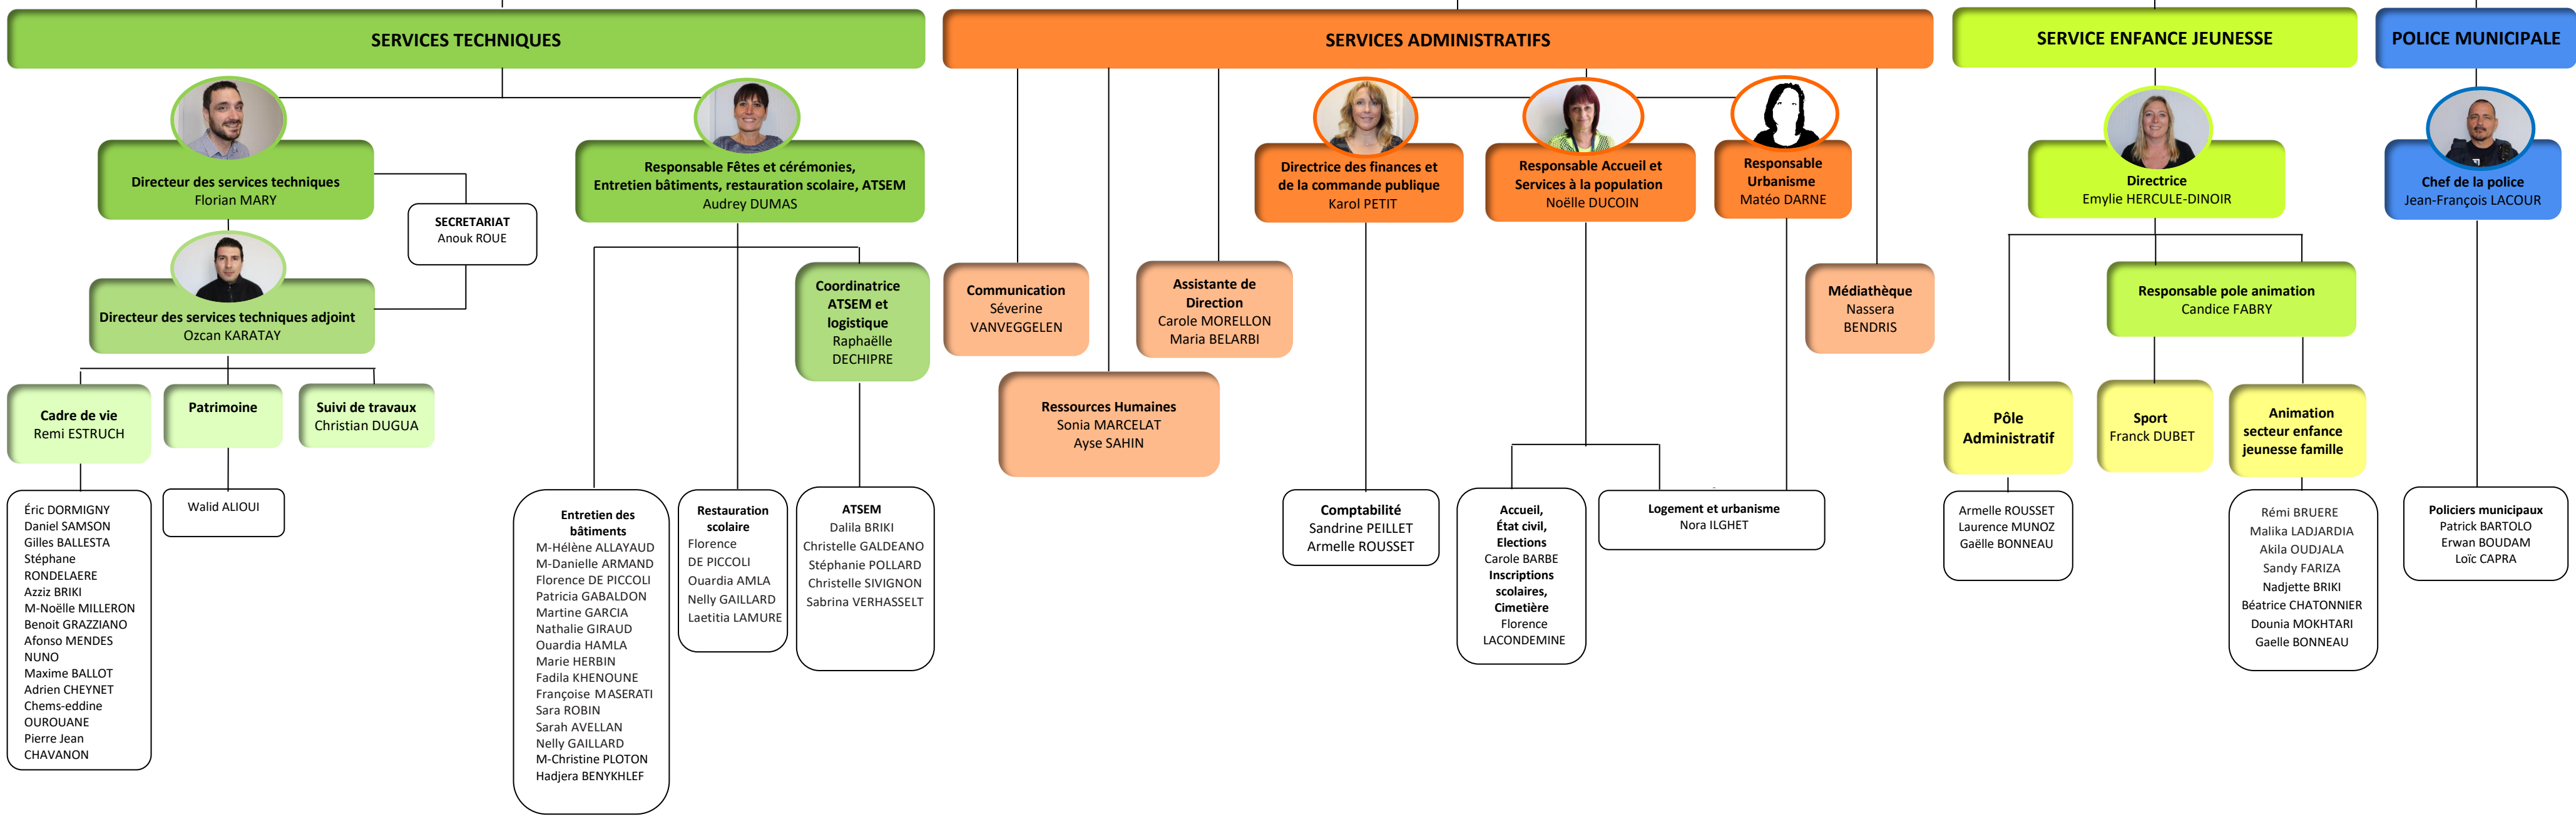 SERVICES TECHNIQUES
Directeur des services techniques
Florian MARY
SECRETARIAT
Anouk ROUE
Directeur des services techniques adjoint
Ozcan KARATAY
Cadre de vie
Remi ESTRUCH
Éric DORMIGNY
Daniel SAMSON
Gilles BALLESTA
Stéphane
RONDELAERE
Azziz BRIKI
M-Noëlle MILLERON
Benoit GRAZZIANO
Afonso MENDES
NUNO
Maxime BALLOT
Adrien CHEYNET
Chems-eddine
OUROUANE
Pierre Jean
CHAVANON
Patrimoine
Walid ALIOUI
Suivi de travaux
Christian DUGUA
Responsable Fêtes et cérémonies,
Entretien bâtiments, restauration scolaire, ATSEM
Audrey DUMAS
Coordinatrice
ATSEM et
logistique
Raphaëlle
DECHIPRE
Entretien des
bâtiments
M-Hélène ALLAYAUD
M-Danielle ARMAND
Florence DE PICCOLI
Patricia GABALDON
Martine GARCIA
Nathalie GIRAUD
Ouardia HAMLA
Marie HERBIN
Fadila KHENOUNE
Françoise MASERATI
Sara ROBIN
Sarah AVELLAN
Nelly GAILLARD
M-Christine PLOTON
Hadjera BENYKHLEF
Restauration
scolaire
Florence
DE PICCOLI
Ouardia AMLA
Nelly GAILLARD
Laetitia LAMURE
ATSEM
Dalila BRIKI
Christelle GALDEANO
Stéphanie POLLARD
Christelle SIVIGNON
Sabrina VERHASSELT
SERVICES ADMINISTRATIFS
Communication
Séverine
VANVEGGELEN
Ressources Humaines
Sonia MARCELAT
Ayse SAHIN
Assistante de
Direction
Carole MORELLON
Maria BELARBI
Directrice des finances et
de la commande publique
Karol PETIT
Comptabilité
Sandrine PEILLET
Armelle ROUSSET
Responsable Accueil et
Services à la population
Noëlle DUCOIN
Accueil,
État civil,
Elections
Carole BARBE
Inscriptions
scolaires,
Cimetière
Florence
LACONDEMINE
Responsable
Urbanisme
Matéo DARNE
Logement et urbanisme
Nora ILGHET
Médiathèque
Nassera
BENDRIS
SERVICE ENFANCE JEUNESSE
Directrice
Emylie HERCULE-DINOIR
Responsable pole animation
Candice FABRY
Pôle
Administratif
Armelle ROUSSET
Laurence MUNOZ
Gaëlle BONNEAU
Sport
Franck DUBET
Animation
secteur enfance
jeunesse famille
Rémi BRUERE
Malika LADJARDIA
Akila OUDJALA
Sandy FARIZA
Nadjette BRIKI
Béatrice CHATONNIER
Dounia MOKHTARI
Gaelle BONNEAU
POLICE MUNICIPALE
Chef de la police
Jean-François LACOUR
Policiers municipaux
Patrick BARTOLO
Erwan BOUDAM
Loïc CAPRA